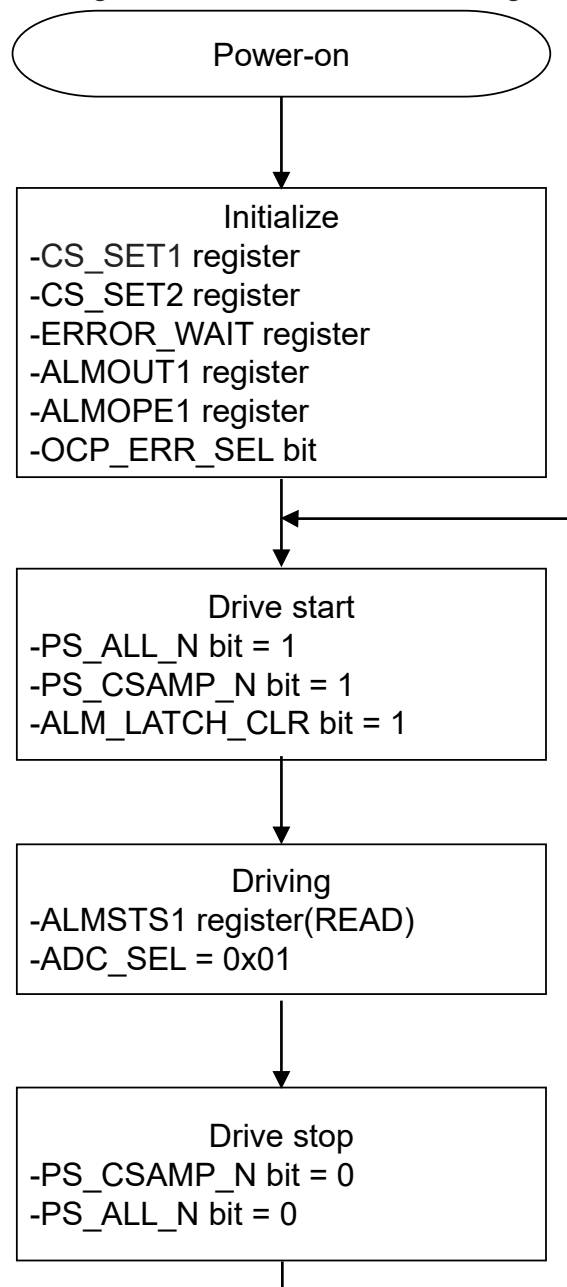 Power-on
Initialize
-CS_SET1 register
-CS_SET2 register
-ERROR_WAIT register
-ALMOUT1 register
-ALMOPE1 register
-OCP_ERR_SEL bit
Drive start
-PS_ALL_N bit = 1
-PS_CSAMP_N bit = 1
-ALM_LATCH_CLR bit = 1
Driving
-ALMSTS1 register(READ)
-ADC_SEL = 0x01
Drive stop
-PS_CSAMP_N bit = 0
-PS_ALL_N bit = 0